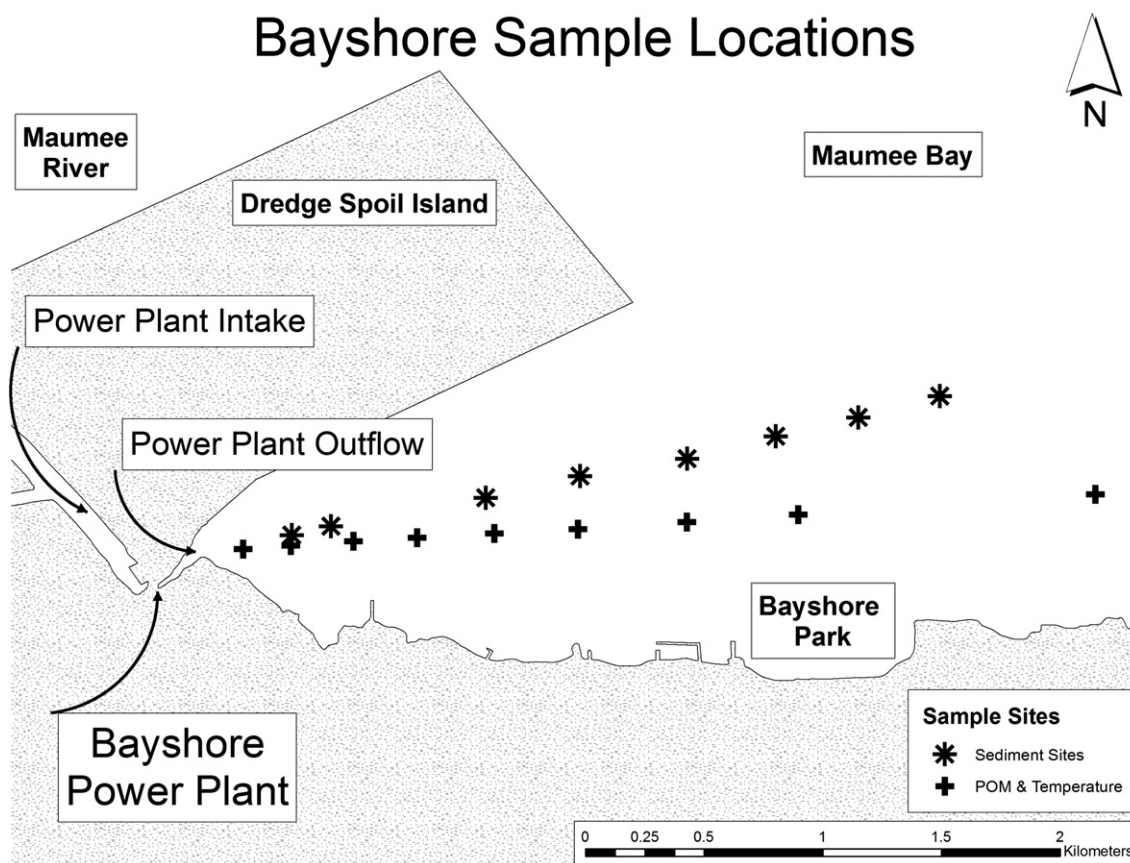 Bayshore Sample Locations
N
Maumee
River
Maumee Bay
Dredge Spoil Island
Power Plant Intake
Power Plant Outflow
Bayshore
Park
Bayshore
Power Plant
Sample Sites
Sediment Sites
POM & Temperature
0 0.25 0.5 1 1.5 2
Kilometers